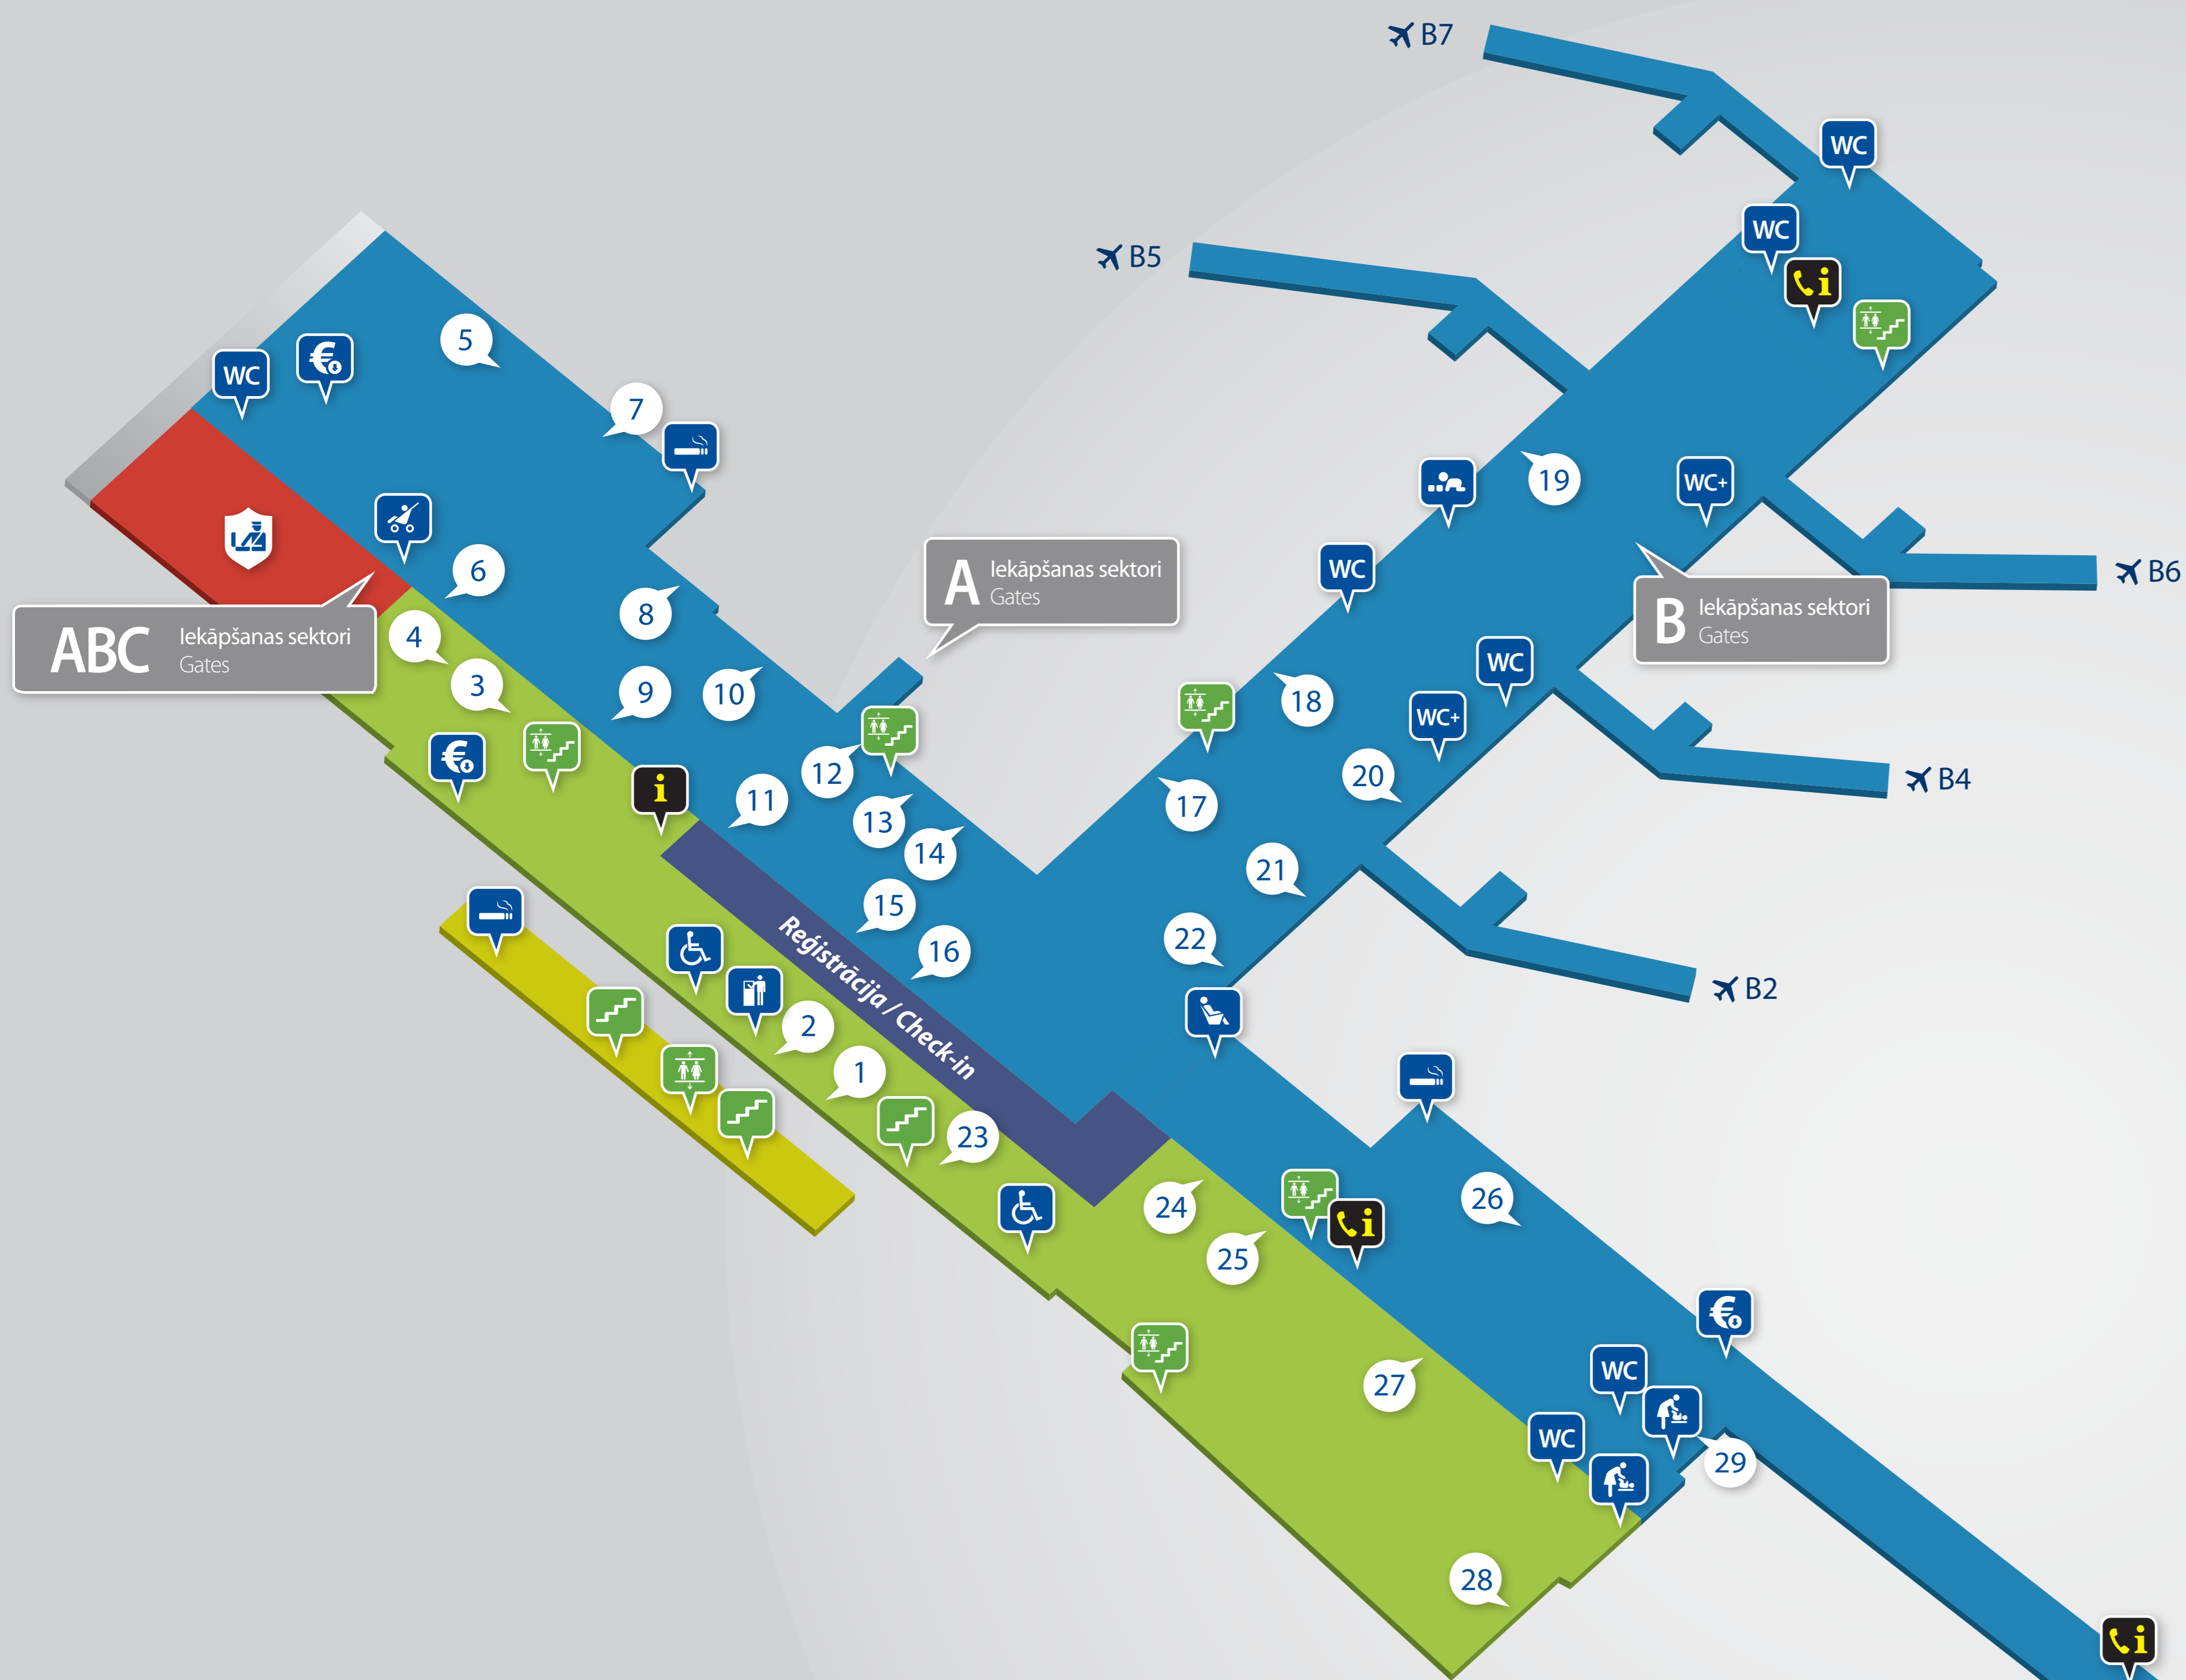 B7
WC
WC
i
B5
5
WC
€
7
19
WC+
B6
6
WC
A Iekāpšanas sektori
Gates
8
B Iekāpšanas sektori
Gates
ABC Iekāpšanas sektori
Gates
4
3
9
10
18
WC
WC+
€
12
17
20
B4
i
11
13
14
21
15
22
16
B2
Reģistrācija / Check-in
2
1
23
24
26
i
25
€
27
WC
WC
29
28
i